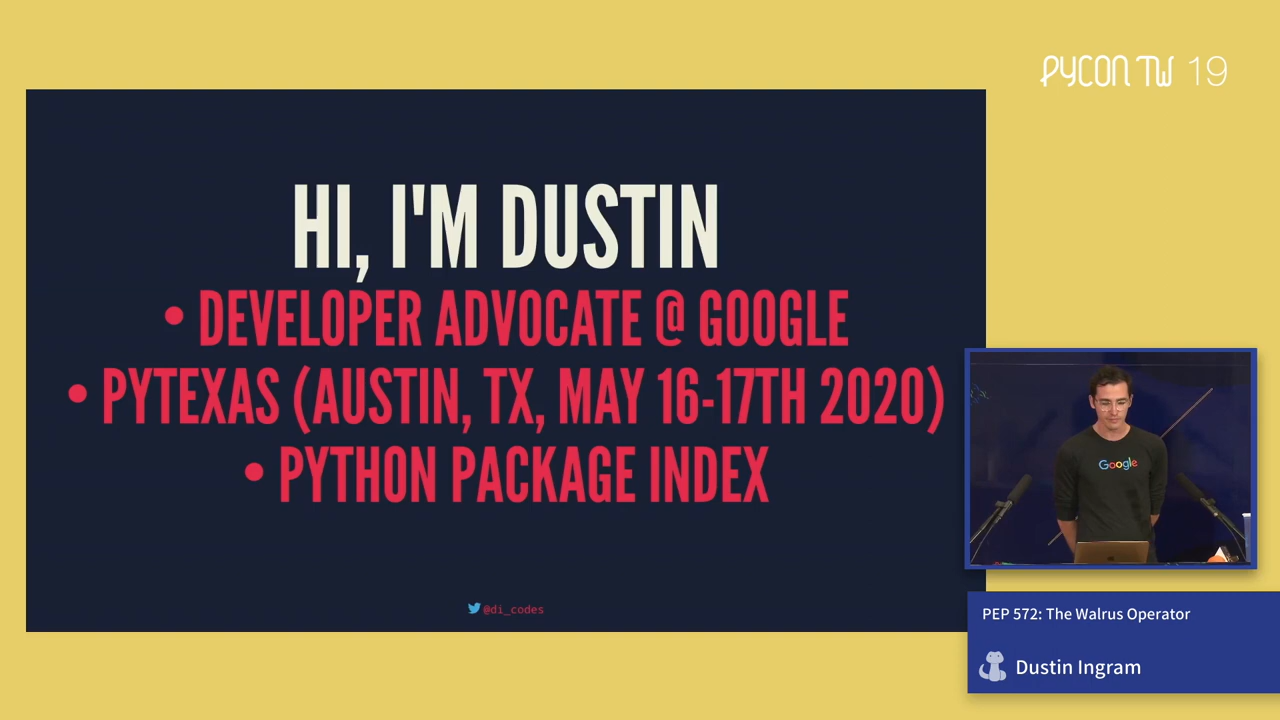 PYCON TW 19
HI, I'M DUSTIN
• DEVELOPER ADVOCATE @ GOOGLE
• PYTEXAS (AUSTIN, TX, MAY 16-17TH 2020)
• PYTHON PACKAGE INDEX
@di_codes
Google
PEP 572: The Walrus Operator
Dustin Ingram